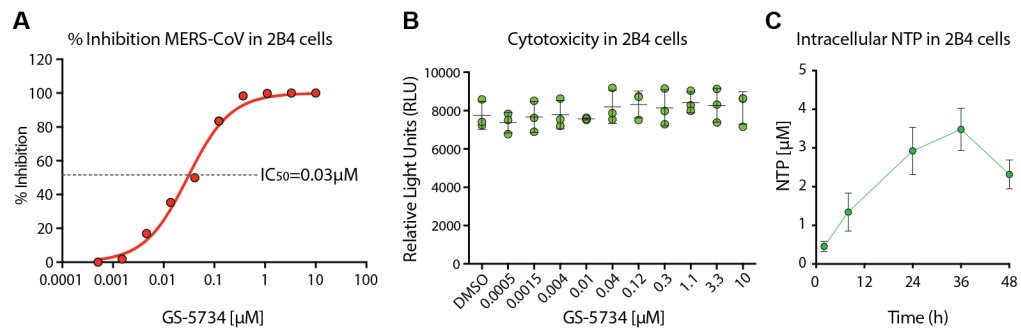 A
% Inhibition MERS-CoV in 2B4 cells
120
100
80
60
40
20
0
% Inhibition
IC50=0.03µM
0.0001 0.001 0.01 0.1 1 10 100
GS-5734 [µM]
B
Cytotoxicity in 2B4 cells
10000
8000
6000
4000
2000
0
Relative Light Units (RLU)
DMSO 0.0005 0.0015 0.004 0.01 0.04 0.12 0.3 1.1 3.3 10
GS-5734 [µM]
C
Intracellular NTP in 2B4 cells
5
4
3
2
1
0
NTP [µM]
0 12 24 36 48
Time (h)